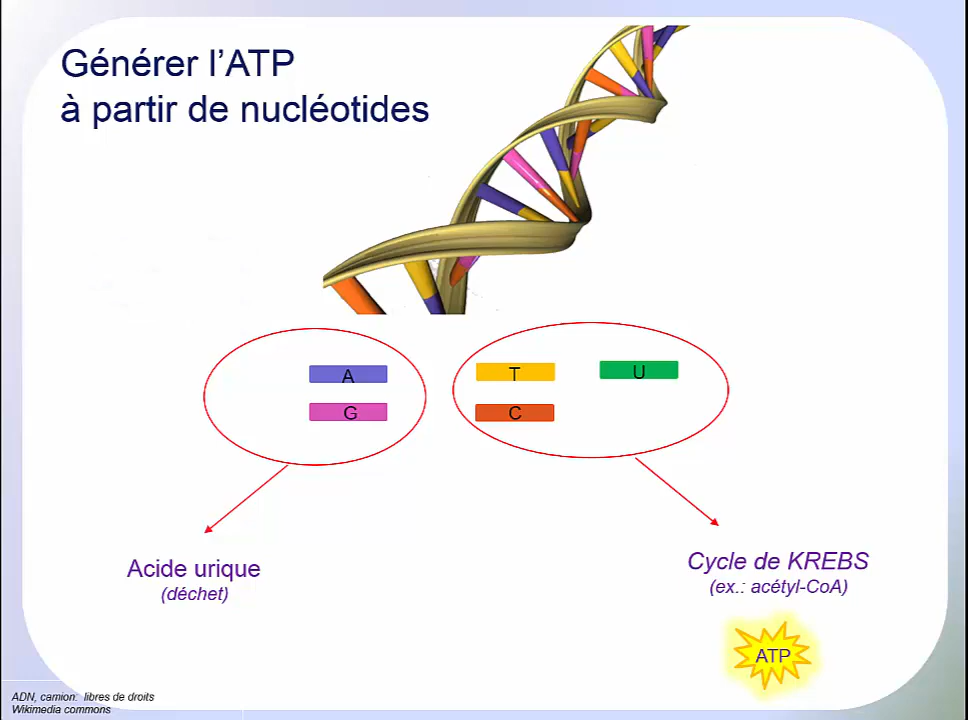 Générer l’ATP
à partir de nucléotides
A
T
U
G
C
Acide urique
(déchet)
Cycle de KREBS
(ex.: acétyl-CoA)
ATP
ADN, camion: libres de droits
Wikimedia commons